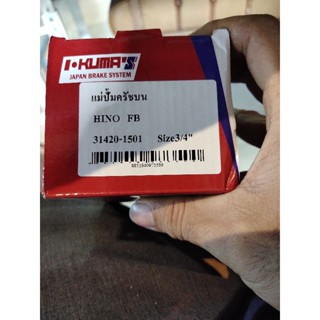 I•KUMA'S
JAPAN BRAKE SYSTEM
แม่ปั๊มครัชบน
HINO FB
31420-1501 Size3/4"